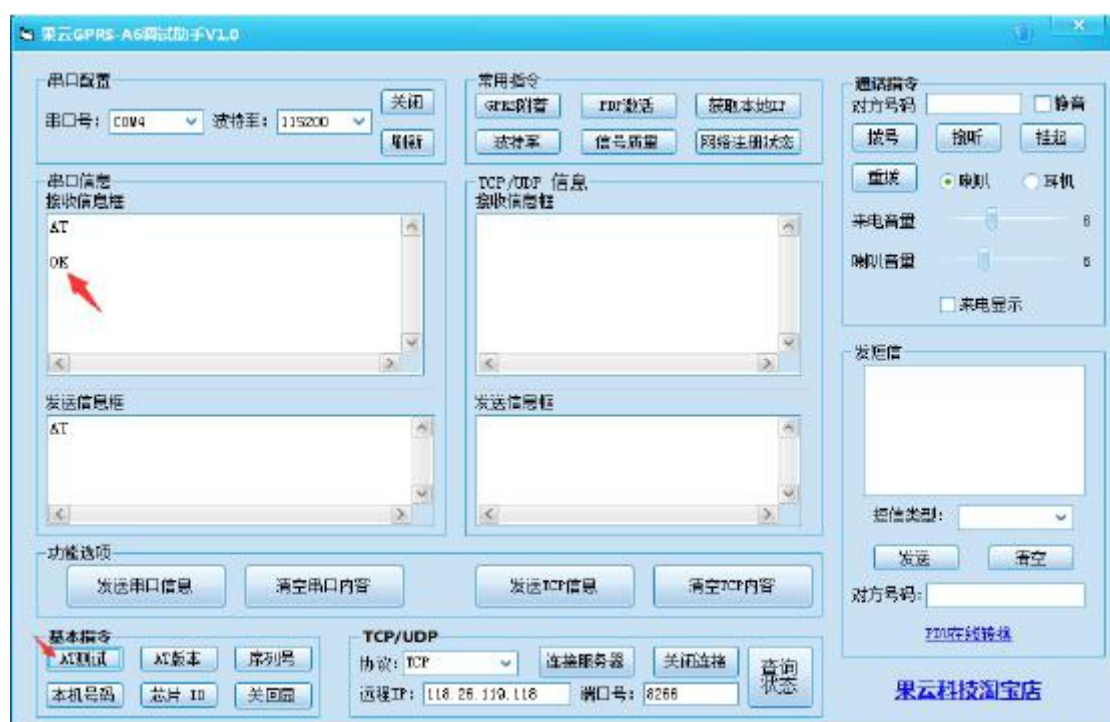 果云GPRS-A6调试助手V1.0
串口配置
串口号: COM4 波特率: 115200
关闭
刷新
常用指令
GPRS附着 PDP激活 获取本地IP
波特率 信号质量 网络注册状态
通话指令
对方号码 静音
拨号 接听 挂起
重拨 喇叭 耳机
来电音量 6
喇叭音量 5
来电显示
串口信息
接收信息框
AT
OK
发送信息框
AT
TCP/UDP 信息
接收信息框
发送信息框
发短信
短信类型:
发送 清空
对方号码:
PDU在线转换
果云科技淘宝店
功能选项
发送串口信息 清空串口内容 发送TCP信息 清空TCP内容
基本指令
AT测试 AT版本 序列号
本机号码 芯片 ID 关回显
TCP/UDP
协议: TCP 连接服务器 关闭连接
远程IP: 118.26.119.118 端口号: 8266
查询状态